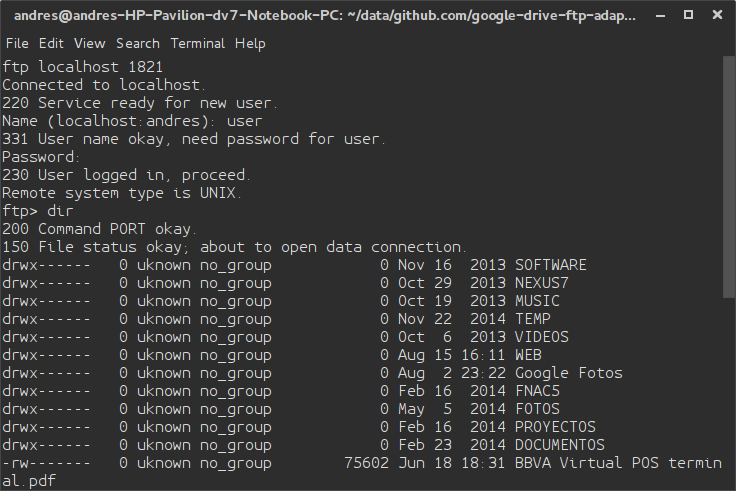 andres@andres-HP-Pavilion-dv7-Notebook-PC: ~/data/github.com/google-drive-ftp-adap...
File Edit View Search Terminal Help
ftp localhost 1821
Connected to localhost.
220 Service ready for new user.
Name (localhost:andres): user
331 User name okay, need password for user.
Password:
230 User logged in, proceed.
Remote system type is UNIX.
ftp> dir
200 Command PORT okay.
150 File status okay; about to open data connection.
drwx------   0 uknown no_group            0 Nov 16  2013 SOFTWARE
drwx------   0 uknown no_group            0 Oct 29  2013 NEXUS7
drwx------   0 uknown no_group            0 Oct 19  2013 MUSIC
drwx------   0 uknown no_group            0 Nov 22  2014 TEMP
drwx------   0 uknown no_group            0 Oct  6  2013 VIDEOS
drwx------   0 uknown no_group            0 Aug 15 16:11 WEB
drwx------   0 uknown no_group            0 Aug  2 23:22 Google Fotos
drwx------   0 uknown no_group            0 Feb 16  2014 FNAC5
drwx------   0 uknown no_group            0 May  5  2014 FOTOS
drwx------   0 uknown no_group            0 Feb 16  2014 PROYECTOS
drwx------   0 uknown no_group            0 Feb 23  2014 DOCUMENTOS
-rw-------   0 uknown no_group        75602 Jun 18 18:31 BBVA Virtual POS termin
al.pdf